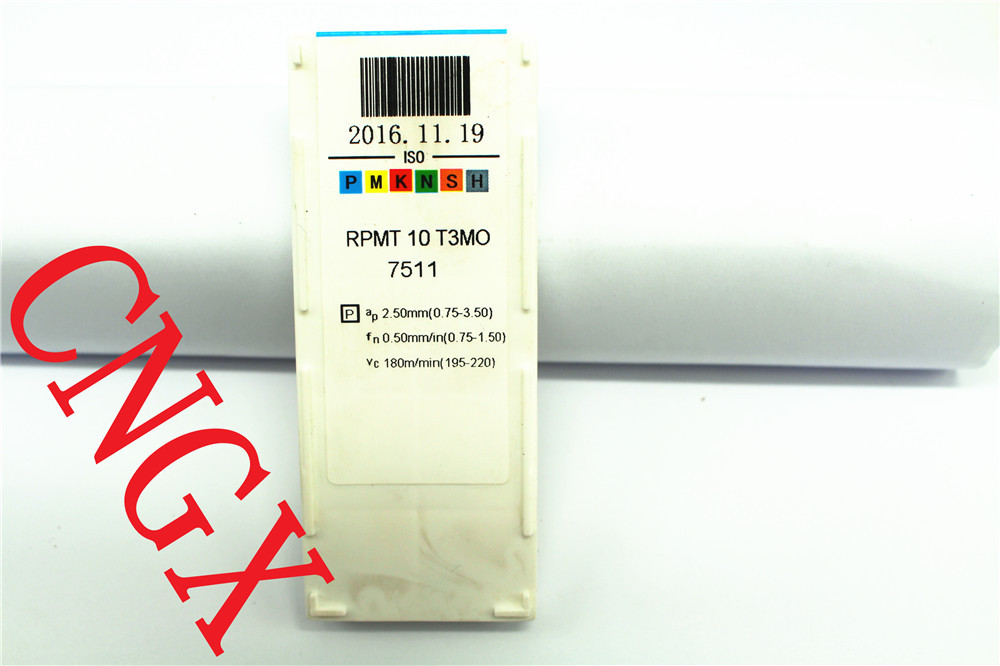 2016.11.19
ISO
P M K N S H
RPMT 10 T3MO
7511
P ap 2.50mm(0.75-3.50)
fn 0.50mm/in(0.75-1.50)
vc 180m/min(195-220)
CNGX